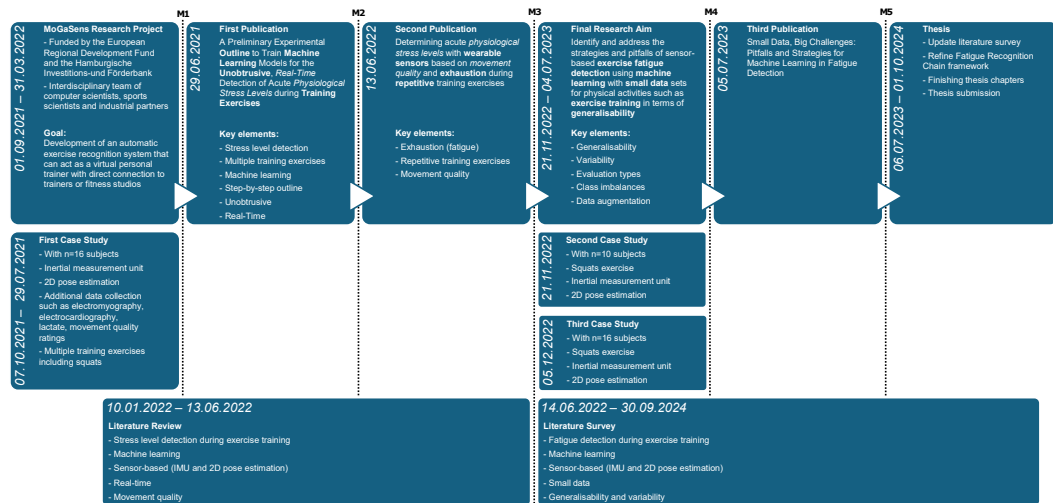 M1
M2
M3
M4
M5
01.09.2021 – 31.03.2022
MoGaSens Research Project
- Funded by the European
Regional Development Fund
and the Hamburgische
Investitions-und Förderbank
- Interdisciplinary team of
computer scientists, sports
scientists and industrial partners
Goal:
Development of an automatic
exercise recognition system that
can act as a virtual personal
trainer with direct connection to
trainers or fitness studios
29.06.2021
First Publication
A Preliminary Experimental
Outline to Train Machine
Learning Models for the
Unobtrusive, Real-Time
Detection of Acute Physiological
Stress Levels during Training
Exercises
Key elements:
- Stress level detection
- Multiple training exercises
- Machine learning
- Step-by-step outline
- Unobtrusive
- Real-Time
13.06.2022
Second Publication
Determining acute physiological
stress levels with wearable
sensors based on movement
quality and exhaustion during
repetitive training exercises
Key elements:
- Exhaustion (fatigue)
- Repetitive training exercises
- Movement quality
21.11.2022 – 04.07.2023
Final Research Aim
Identify and address the
strategies and pitfalls of sensor-
based exercise fatigue
detection using machine
learning with small data sets
for physical activities such as
exercise training in terms of
generalisability
Key elements:
- Generalisability
- Variability
- Evaluation types
- Class imbalances
- Data augmentation
05.07.2023
Third Publication
Small Data, Big Challenges:
Pitfalls and Strategies for
Machine Learning in Fatigue
Detection
06.07.2023 – 01.10.2024
Thesis
- Update literature survey
- Refine Fatigue Recognition
Chain framework
- Finishing thesis chapters
- Thesis submission
07.10.2021 – 29.07.2021
First Case Study
- With n=16 subjects
- Inertial measurement unit
- 2D pose estimation
- Additional data collection
such as electromyography,
electrocardiography,
lactate, movement quality
ratings
- Multiple training exercises
including squats
21.11.2022
Second Case Study
- With n=10 subjects
- Squats exercise
- Inertial measurement unit
- 2D pose estimation
05.12.2022
Third Case Study
- With n=16 subjects
- Squats exercise
- Inertial measurement unit
- 2D pose estimation
10.01.2022 – 13.06.2022
Literature Review
- Stress level detection during exercise training
- Machine learning
- Sensor-based (IMU and 2D pose estimation)
- Real-time
- Movement quality
14.06.2022 – 30.09.2024
Literature Survey
- Fatigue detection during exercise training
- Machine learning
- Sensor-based (IMU and 2D pose estimation)
- Small data
- Generalisability and variability